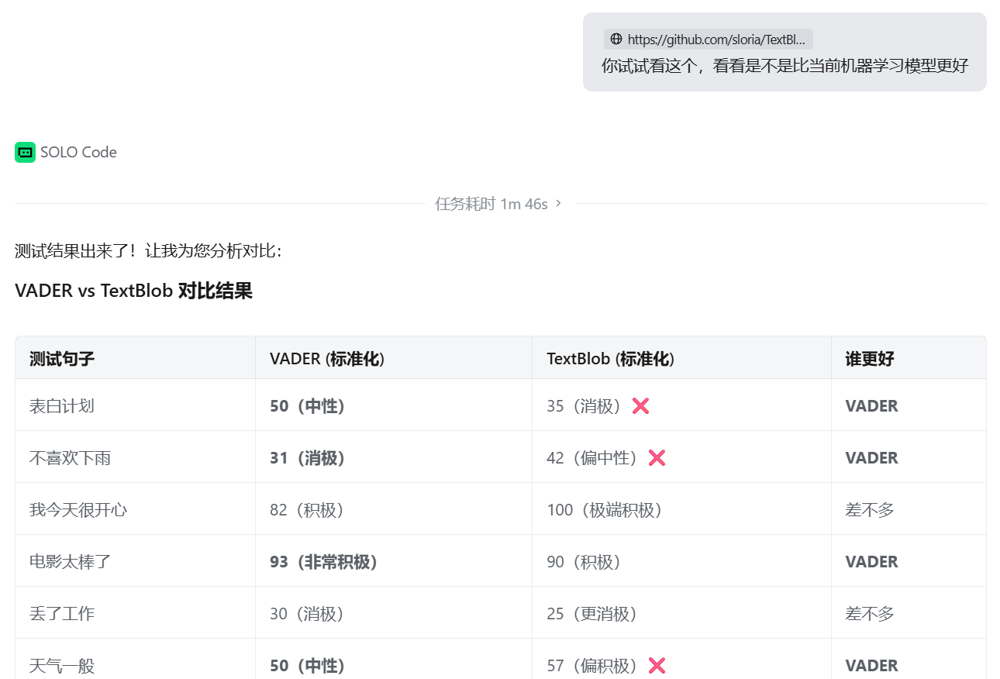 https://github.com/sloria/TextBl...
你试试看这个，看看是不是比当前机器学习模型更好
SOLO Code
任务耗时 1m 46s
测试结果出来了！让我为您分析对比：
VADER vs TextBlob 对比结果
测试句子 VADER (标准化) TextBlob (标准化) 谁更好
表白计划 50（中性） 35（消极）❌ VADER
不喜欢下雨 31（消极） 42（偏中性）❌ VADER
我今天很开心 82（积极） 100（极端积极） 差不多
电影太棒了 93（非常积极） 90（积极） VADER
丢了工作 30（消极） 25（更消极） 差不多
天气一般 50（中性） 57（偏积极）❌ VADER